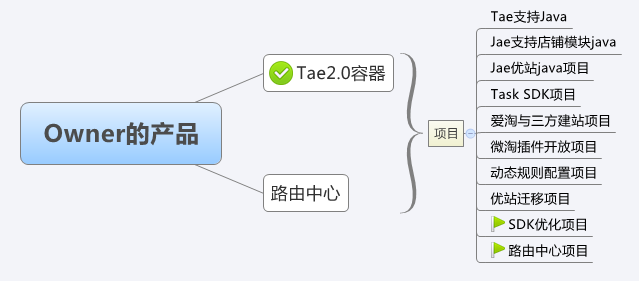 Owner的产品
Tae2.0容器
路由中心
项目
Tae支持Java
Jae支持店铺模块java
Jae优站java项目
Task SDK项目
爱淘与三方建站项目
微淘插件开放项目
动态规则配置项目
优站迁移项目
SDK优化项目
路由中心项目